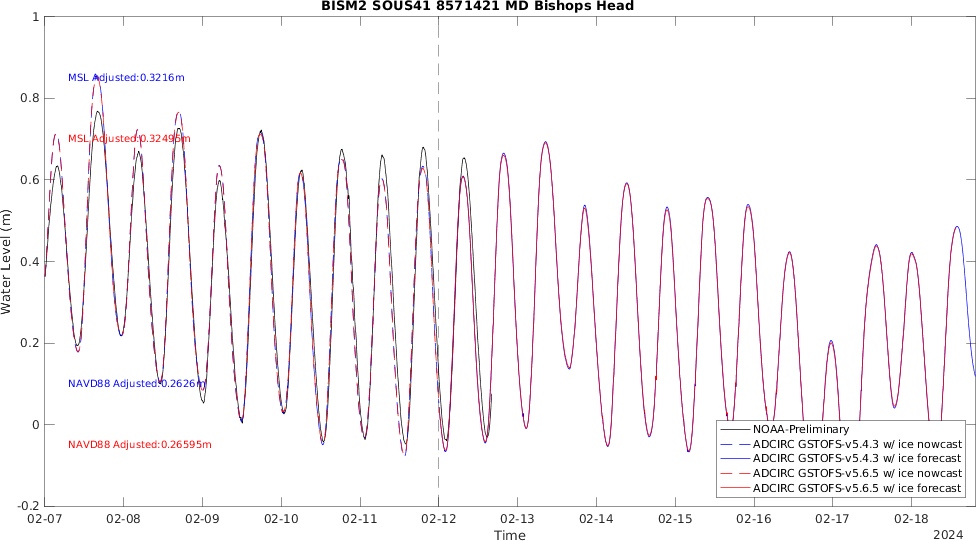 BISM2 SOUS41 8571421 MD Bishops Head
1
0.8
0.6
0.4
0.2
0
-0.2
Water Level (m)
MSL Adjusted:0.3216m
MSL Adjusted:0.32495m
NAVD88 Adjusted:0.2626m
NAVD88 Adjusted:0.26595m
NOAA-Preliminary
ADCIRC GSTOFS-v5.4.3 w/ ice nowcast
ADCIRC GSTOFS-v5.4.3 w/ ice forecast
ADCIRC GSTOFS-v5.6.5 w/ ice nowcast
ADCIRC GSTOFS-v5.6.5 w/ ice forecast
02-07 02-08 02-09 02-10 02-11 02-12 02-13 02-14 02-15 02-16 02-17 02-18
Time
2024